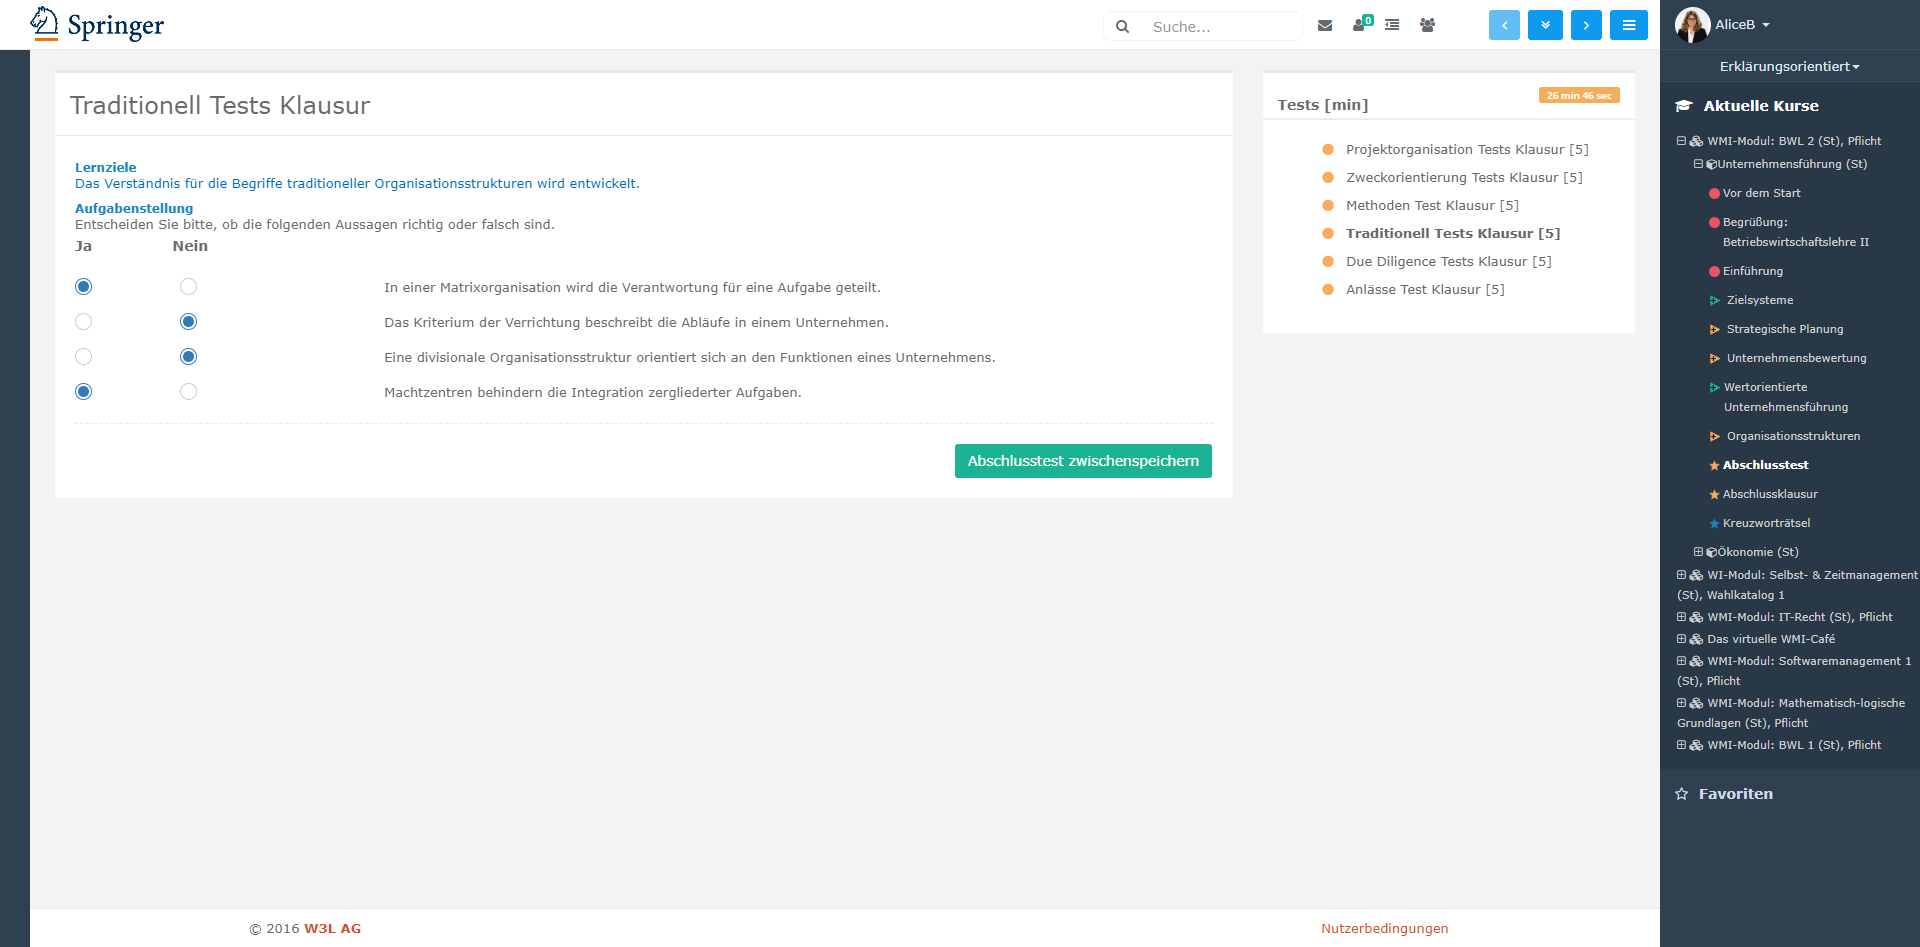 Springer
Suche...
0
AliceB
Erklärungsorientiert
Traditionell Tests Klausur
Lernziele
Das Verständnis für die Begriffe traditioneller Organisationsstrukturen wird entwickelt.
Aufgabenstellung
Entscheiden Sie bitte, ob die folgenden Aussagen richtig oder falsch sind.
Ja Nein
In einer Matrixorganisation wird die Verantwortung für eine Aufgabe geteilt.
Das Kriterium der Verrichtung beschreibt die Abläufe in einem Unternehmen.
Eine divisionale Organisationsstruktur orientiert sich an den Funktionen eines Unternehmens.
Machtzentren behindern die Integration zergliederter Aufgaben.
Abschlusstest zwischenspeichern
Tests [min]
26 min 46 sec
Projektorganisation Tests Klausur [5]
Zweckorientierung Tests Klausur [5]
Methoden Test Klausur [5]
Traditionell Tests Klausur [5]
Due Diligence Tests Klausur [5]
Anlässe Test Klausur [5]
Aktuelle Kurse
WMI-Modul: BWL 2 (St), Pflicht
Unternehmensführung (St)
Vor dem Start
Begrüßung:
Betriebswirtschaftslehre II
Einführung
Zielsysteme
Strategische Planung
Unternehmensbewertung
Wertorientierte
Unternehmensführung
Organisationsstrukturen
Abschlusstest
Abschlussklausur
Kreuzworträtsel
Ökonomie (St)
WI-Modul: Selbst- & Zeitmanagement
(St), Wahlkatalog 1
WMI-Modul: IT-Recht (St), Pflicht
Das virtuelle WMI-Café
WMI-Modul: Softwaremanagement 1
(St), Pflicht
WMI-Modul: Mathematisch-logische
Grundlagen (St), Pflicht
WMI-Modul: BWL 1 (St), Pflicht
Favoriten
© 2016 W3L AG
Nutzerbedingungen